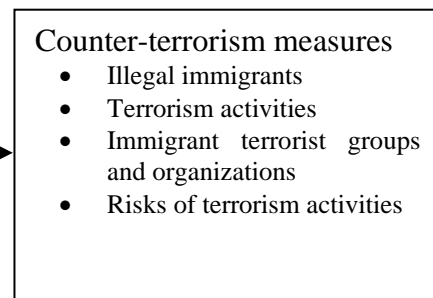 Counter-terrorism measures
• Illegal immigrants
• Terrorism activities
• Immigrant terrorist groups
and organizations
• Risks of terrorism activities